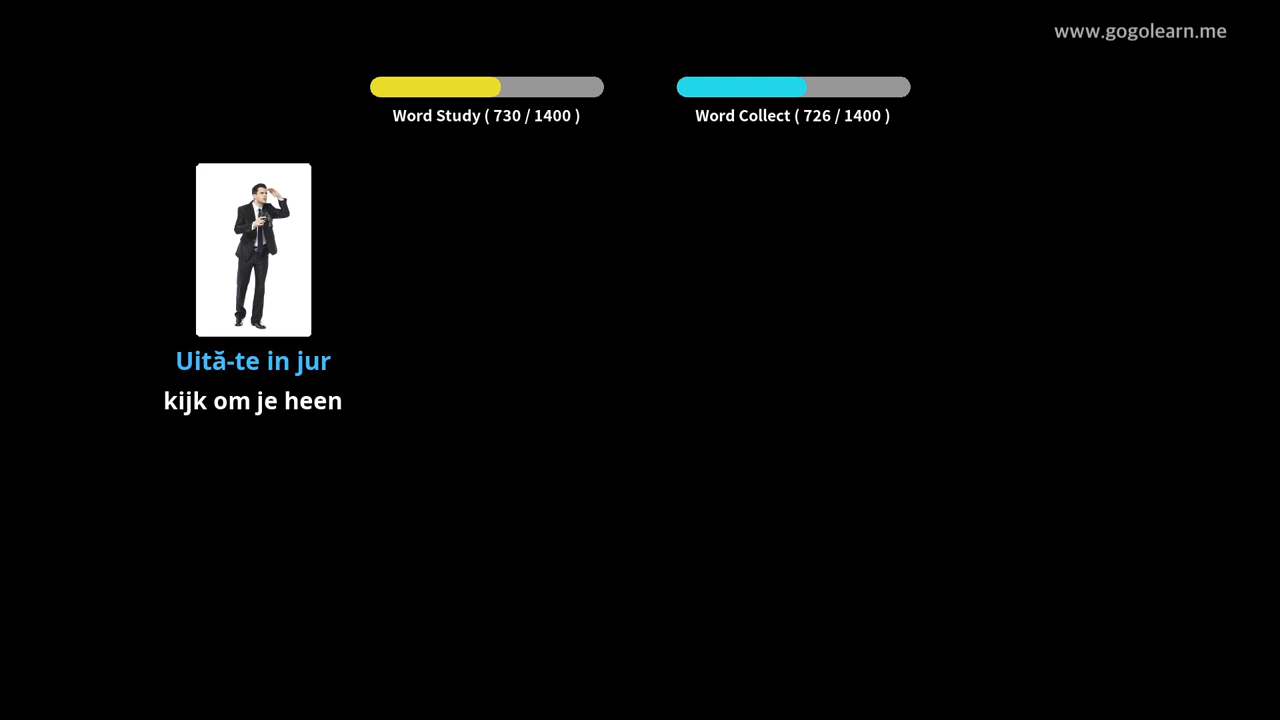 www.gogolearn.me
Word Study ( 730 / 1400 )
Word Collect ( 726 / 1400 )
Uită-te in jur
kijk om je heen